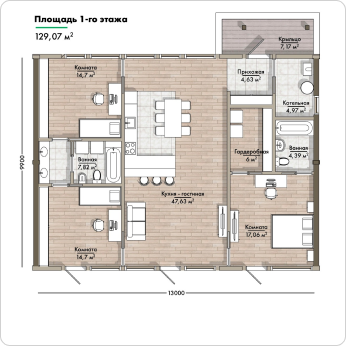 Площадь 1-го этажа
129,07 м²
Крыльцо
7,17 м²
Комната
14,7 м²
Прихожая
4,63 м²
Котельная
4,97 м²
Гардеробная
6 м²
Ванная
4,39 м²
Ванная
7,82 м²
Кухня - гостиная
47,63 м²
Комната
17,06 м²
Комната
14,7 м²
9900
13000